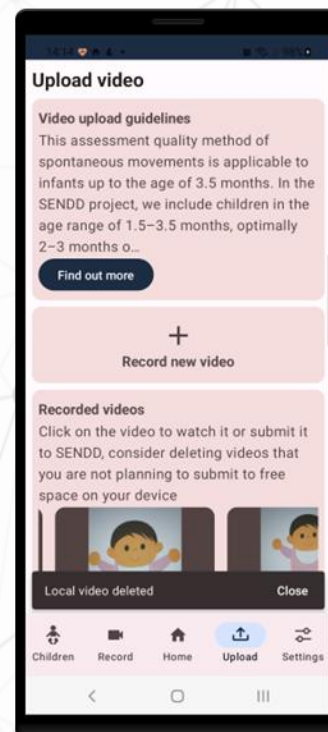 14:14
Upload video
Video upload guidelines
This assessment quality method of
spontaneous movements is applicable to
infants up to the age of 3.5 months. In the
SENDD project, we include children in the
age range of 1.5–3.5 months, optimally
2–3 months o...
Find out more
Record new video
Recorded videos
Click on the video to watch it or submit it
to SENDD, consider deleting videos that
you are not planning to submit to free
space on your device
Local video deleted Close
Children Record Home Upload Settings